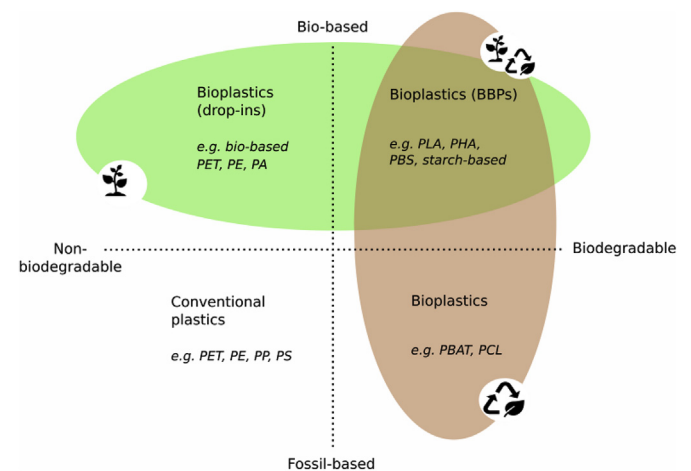 Bio-based
Bioplastics
(drop-ins)
e.g. bio-based
PET, PE, PA
Bioplastics (BBPs)
e.g. PLA, PHA,
PBS, starch-based
Non-
biodegradable
Biodegradable
Conventional
plastics
e.g. PET, PE, PP, PS
Bioplastics
e.g. PBAT, PCL
Fossil-based